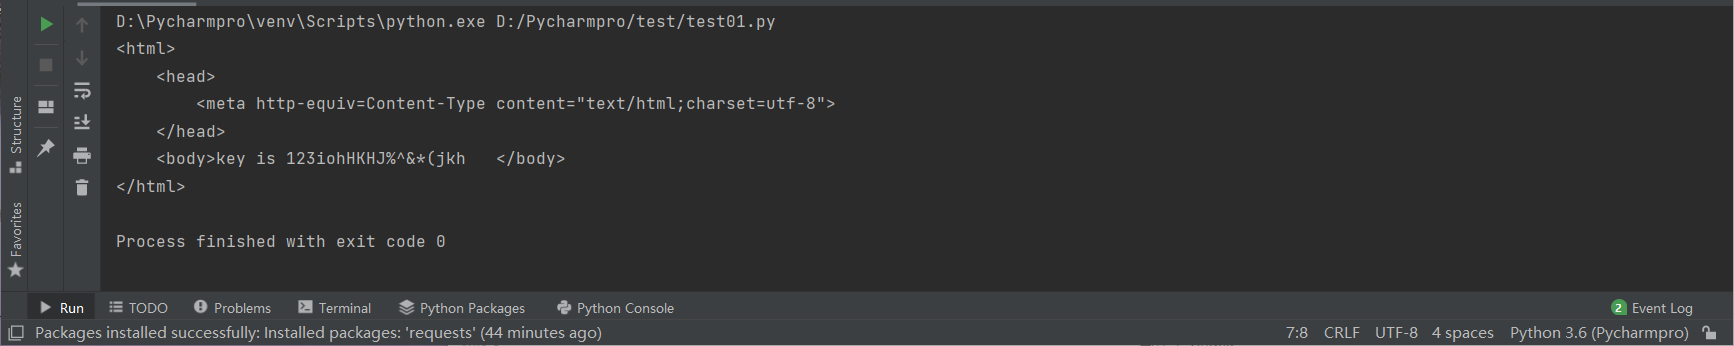 D:\Pycharmpro\venv\Scripts\python.exe D:/Pycharmpro/test/test01.py
<html>
    <head>
        <meta http-equiv=Content-Type content="text/html;charset=utf-8">
    </head>
    <body>key is 123iohHKHJ%^&*(jkh   </body>
</html>
Process finished with exit code 0
Structure
Favorites
Run TODO Problems Terminal Python Packages Python Console 2 Event Log
Packages installed successfully: Installed packages: 'requests' (44 minutes ago) 7:8 CRLF UTF-8 4 spaces Python 3.6 (Pycharmpro)